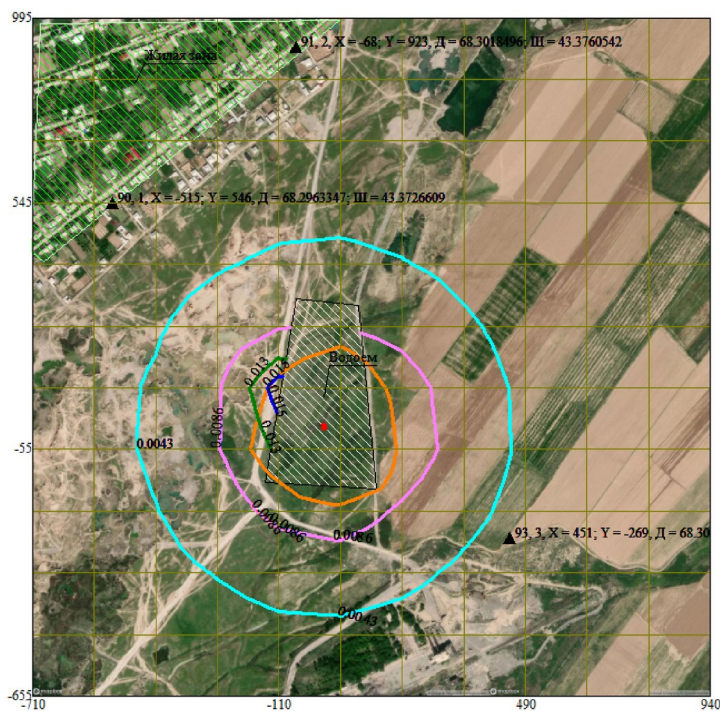 995
91, 2, X = -68; Y = 923, Д = 68.3018496; Ш = 43.3760542
Жилая зона
545
90, 1, X = -515; Y = 546, Д = 68.2963347; Ш = 43.3726609
Водоем
0.013
0.013
0.015
0.013
0.0086
-55
0.0043
0.0086
0.0086
0.0086
93, 3, X = 451; Y = -269, Д = 68.30
0.0043
-655
-710
-110
490
940
mapbox
mapbox